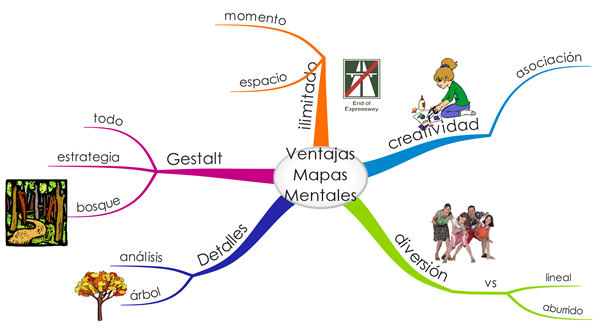 Ventajas
Mapas
Mentales
ilimitado
momento
espacio
End of
Expressway
creatividad
asociación
diversión
vs
lineal
aburrido
Detalles
análisis
árbol
Gestalt
todo
estrategia
bosque